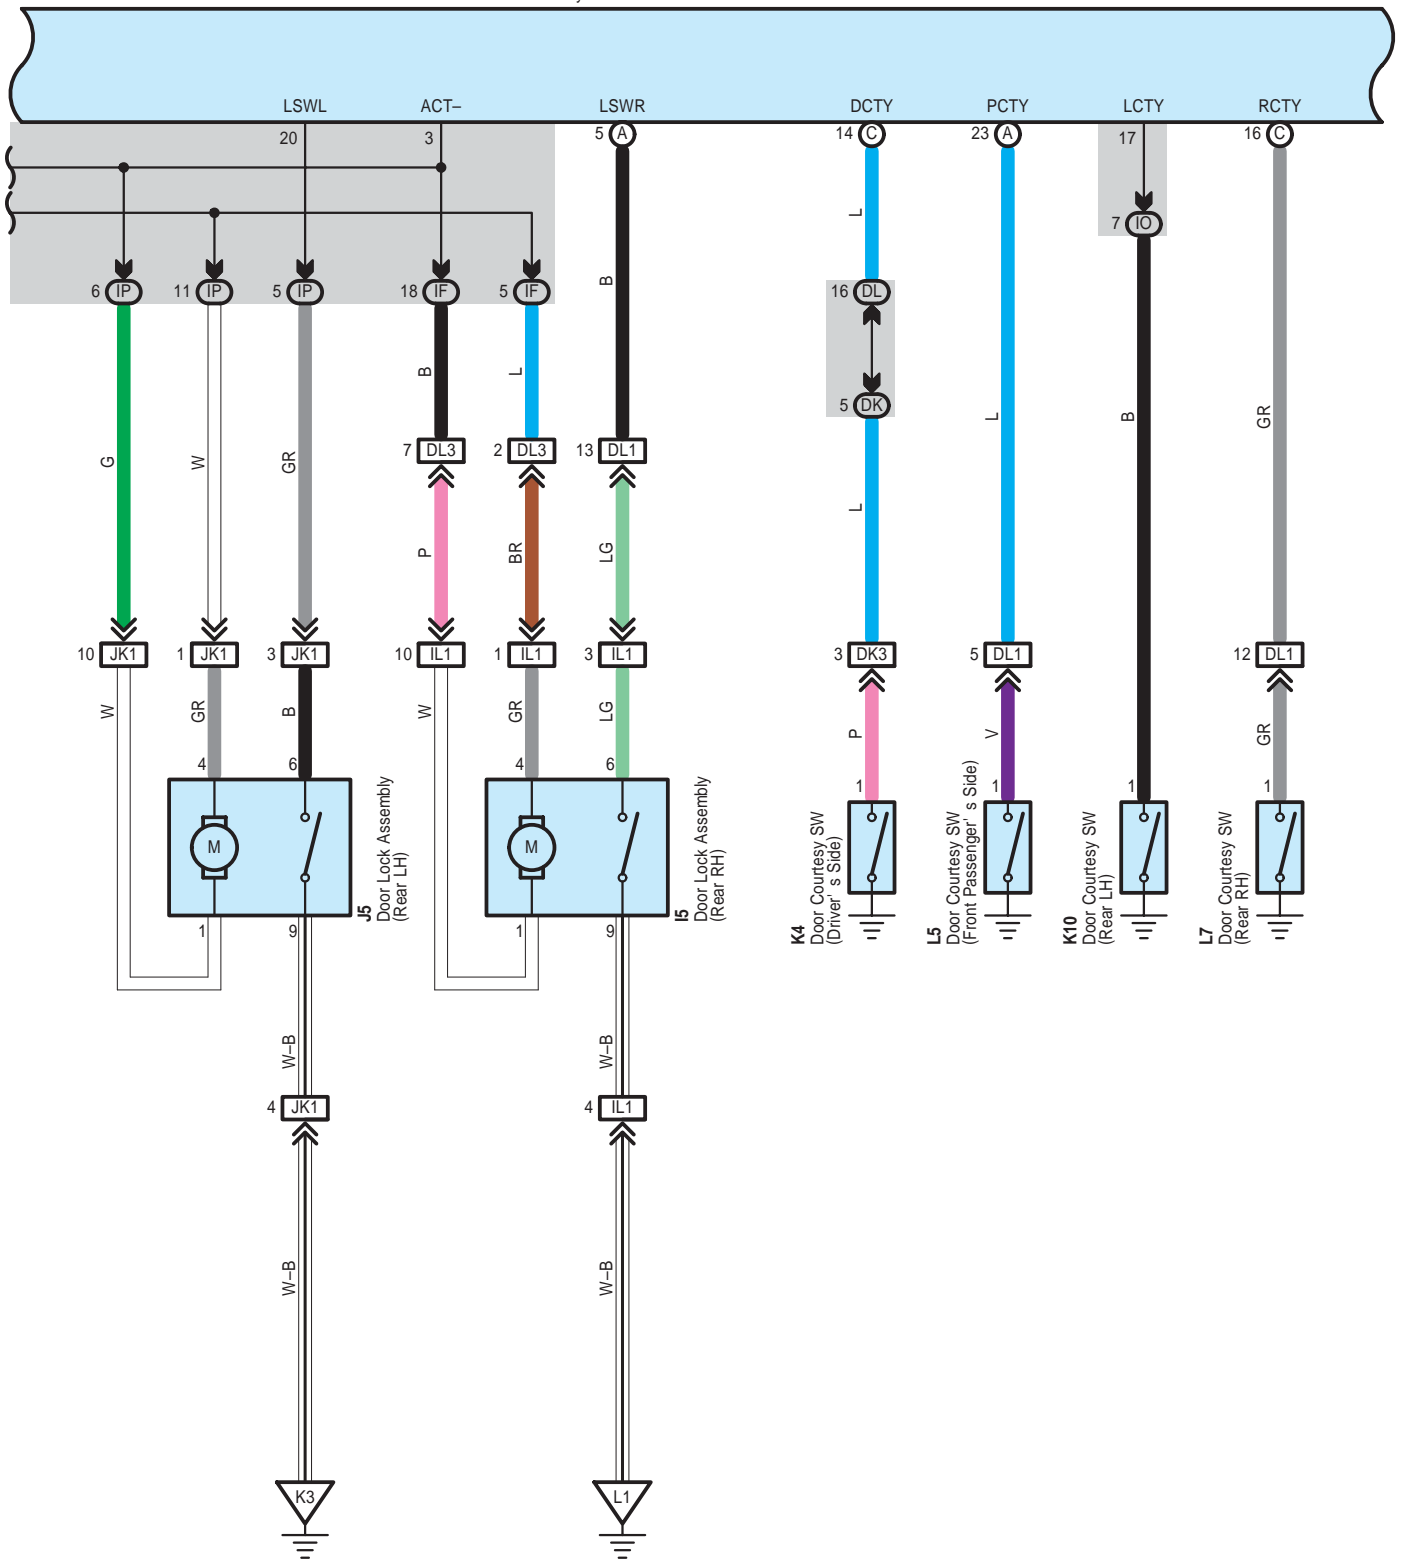 LSWL ACT– LSWR DCTY PCTY LCTY RCTY
20 3 5 A 14 C 23 A 17 16 C
7 IO
6 IP 11 IP 5 IP 18 IF 5 IF 16 DL
L
B
B L
5 DK
G W GR L B GR
7 DL3 2 DL3 13 DL1
L
P BR LG
10 JK1 1 JK1 3 JK1 10 IL1 1 IL1 3 IL1 3 DK3 5 DL1 12 DL1
W GR B W GR LG P V GR
4 6 4 6 1 1 1 1
M M
J5
Door Lock Assembly
(Rear LH)
I5
Door Lock Assembly
(Rear RH)
K4
Door Courtesy SW
(Driver' s Side)
L5
Door Courtesy SW
(Front Passenger' s Side)
K10
Door Courtesy SW
(Rear LH)
L7
Door Courtesy SW
(Rear RH)
1 9 1 9
W–B W–B
4 JK1 4 IL1
W–B W–B
K3 L1